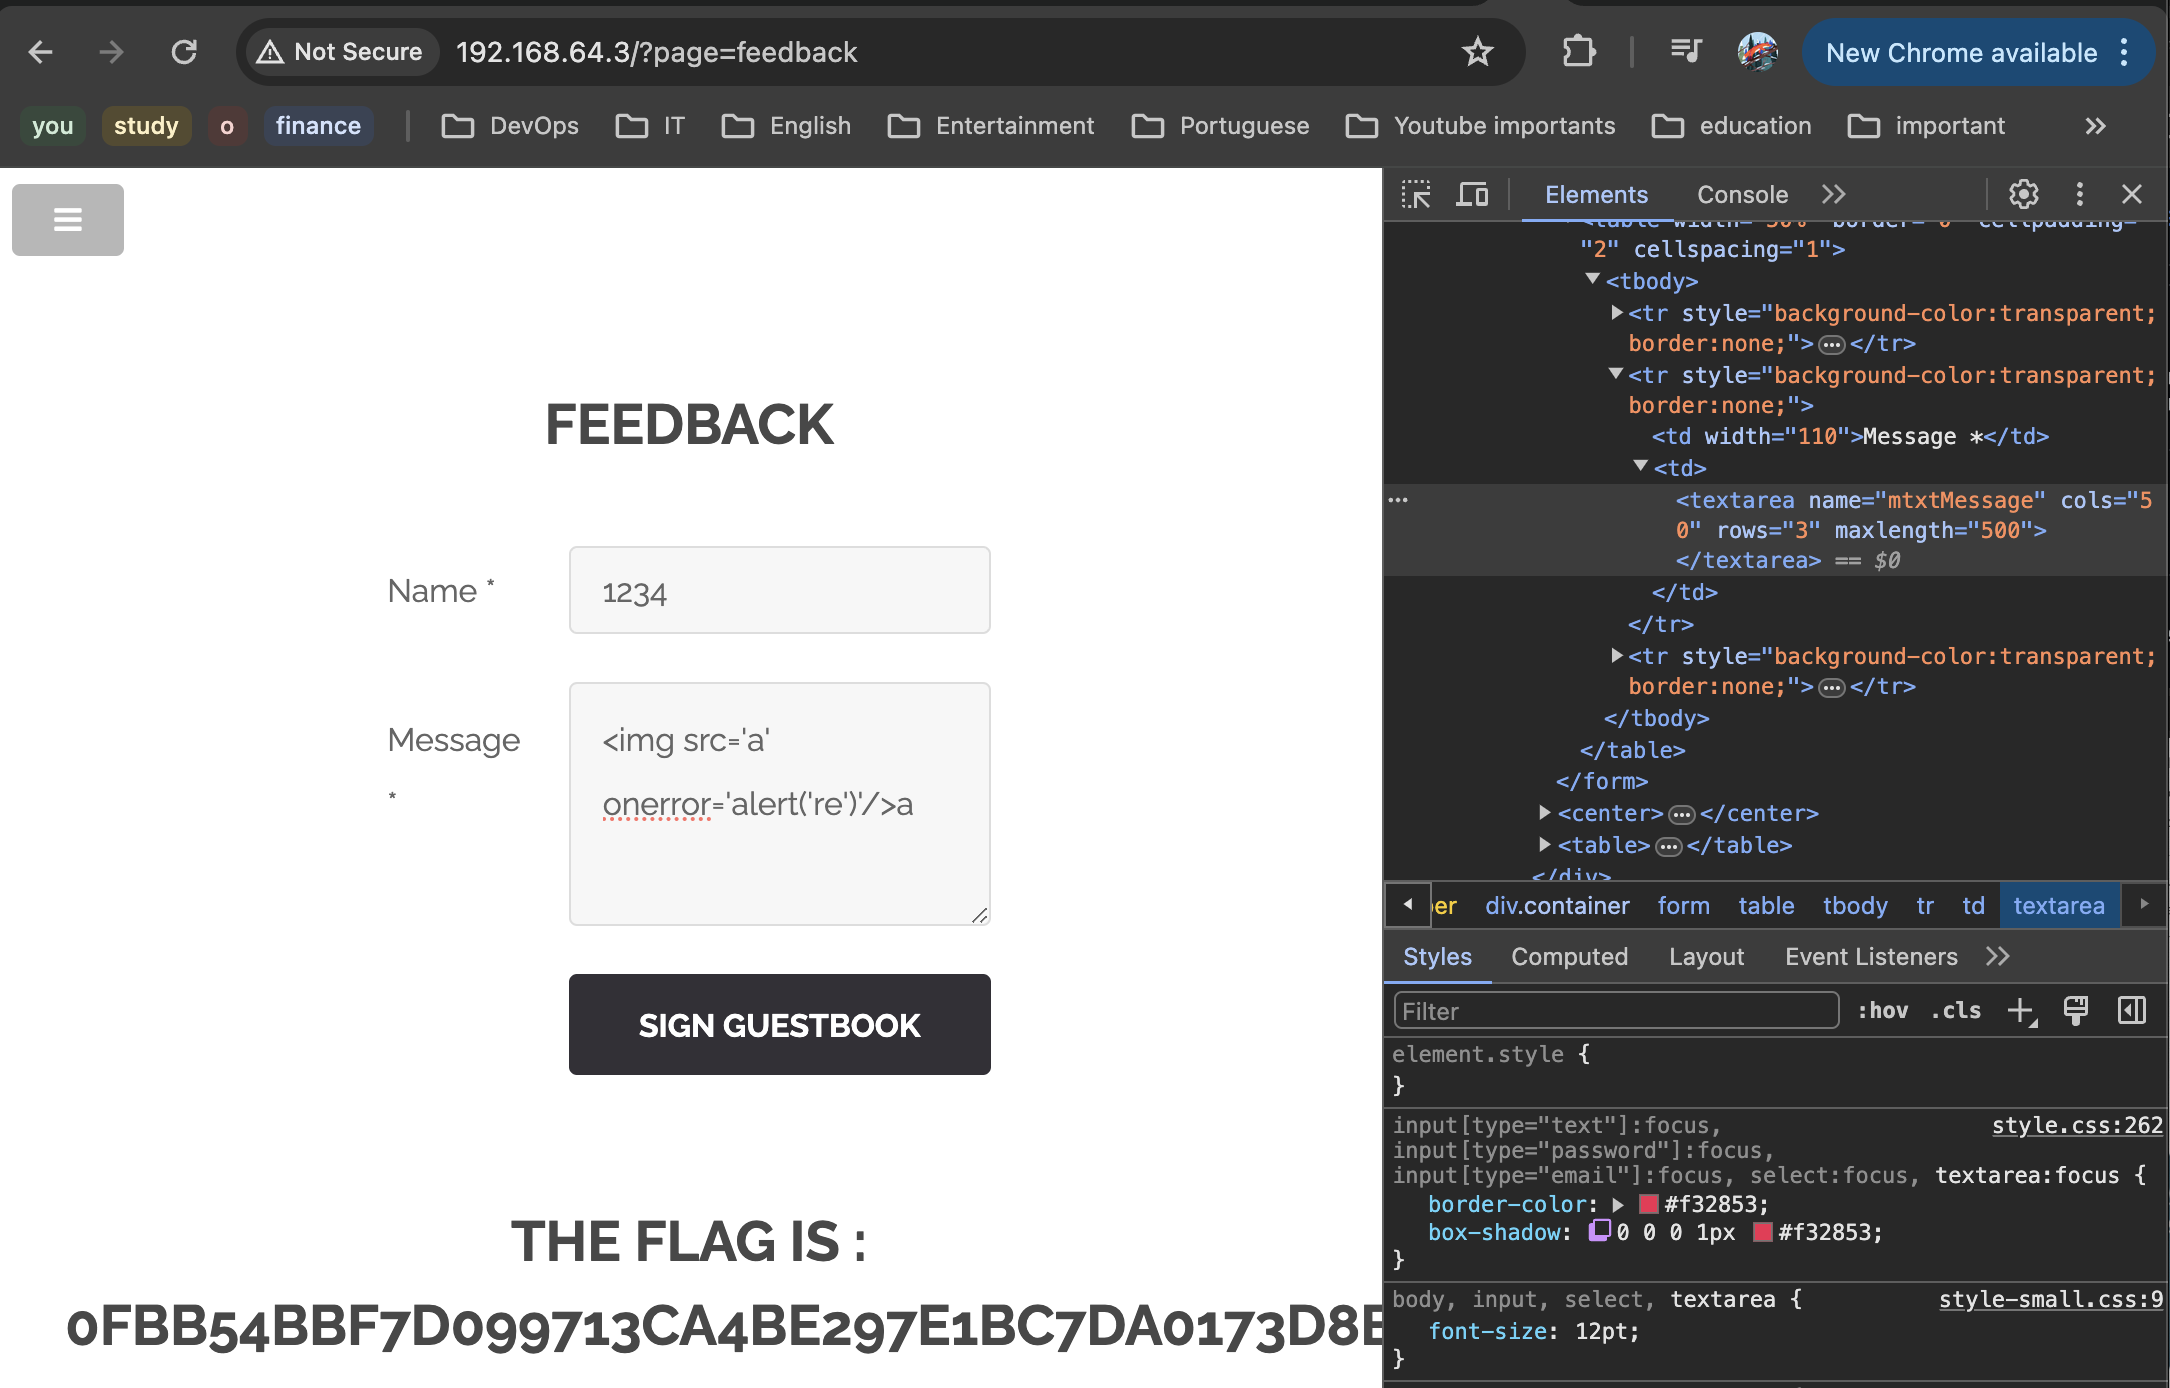 Not Secure 192.168.64.3/?page=feedback New Chrome available
you study o finance DevOps IT English Entertainment Portuguese Youtube importants education important
FEEDBACK
Name * 1234
Message
*
<img src='a'
onerror='alert('re')'/>a
SIGN GUESTBOOK
THE FLAG IS :
0FBB54BBF7D099713CA4BE297E1BC7DA0173D8
Elements Console
<table width="50%" border="0" cellpadding=
"2" cellspacing="1">
<tbody>
<tr style="background-color:transparent;
border:none;"> … </tr>
<tr style="background-color:transparent;
border:none;">
<td width="110">Message *</td>
<td>
<textarea name="mtxtMessage" cols="5
0" rows="3" maxlength="500">
</textarea> == $0
</td>
</tr>
<tr style="background-color:transparent;
border:none;"> … </tr>
</tbody>
</table>
</form>
<center> … </center>
<table> … </table>
</div>
er div.container form table tbody tr td textarea
Styles Computed Layout Event Listeners
Filter :hov .cls
element.style {
}
input[type="text"]:focus, style.css:262
input[type="password"]:focus,
input[type="email"]:focus, select:focus, textarea:focus {
border-color: #f32853;
box-shadow: 0 0 0 1px #f32853;
}
body, input, select, textarea { style-small.css:9
font-size: 12pt;
}